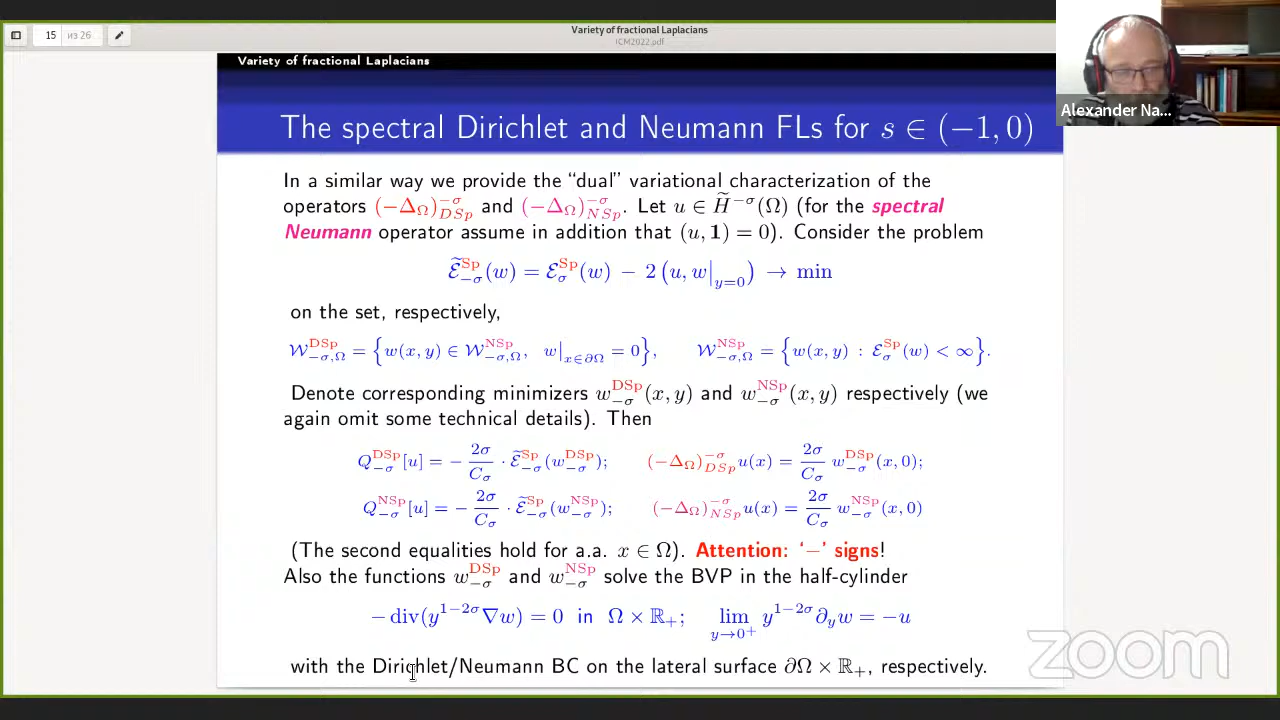 Variety of fractional Laplacians
ICM2022.pdf
15 из 26
Alexander Na...
Variety of fractional Laplacians
The spectral Dirichlet and Neumann FLs for s ∈ (−1, 0)
In a similar way we provide the “dual” variational characterization of the
operators (−Δ_Ω)^{−σ}_{DSp} and (−Δ_Ω)^{−σ}_{NSp}. Let u ∈ H̃^{−σ}(Ω) (for the spectral
Neumann operator assume in addition that (u, 1) = 0). Consider the problem
Ẽ^{Sp}_{−σ}(w) = E^{Sp}_{σ}(w) − 2 (u, w|_{y=0}) → min
on the set, respectively,
W^{DSp}_{−σ,Ω} = {w(x, y) ∈ W^{NSp}_{−σ,Ω}, w|_{x∈∂Ω} = 0}, W^{NSp}_{−σ,Ω} = {w(x, y) : E^{Sp}_{σ}(w) < ∞}.
Denote corresponding minimizers w^{DSp}_{−σ}(x, y) and w^{NSp}_{−σ}(x, y) respectively (we
again omit some technical details). Then
Q^{DSp}_{−σ}[u] = − 2σ/C_σ · Ẽ^{Sp}_{−σ}(w^{DSp}_{−σ}); (−Δ_Ω)^{−σ}_{DSp} u(x) = 2σ/C_σ w^{DSp}_{−σ}(x, 0);
Q^{NSp}_{−σ}[u] = − 2σ/C_σ · Ẽ^{Sp}_{−σ}(w^{NSp}_{−σ}); (−Δ_Ω)^{−σ}_{NSp} u(x) = 2σ/C_σ w^{NSp}_{−σ}(x, 0)
(The second equalities hold for a.a. x ∈ Ω). Attention: ‘−’ signs!
Also the functions w^{DSp}_{−σ} and w^{NSp}_{−σ} solve the BVP in the half-cylinder
− div(y^{1−2σ}∇w) = 0 in Ω × ℝ₊; lim_{y→0⁺} y^{1−2σ}∂_y w = −u
with the Dirichlet/Neumann BC on the lateral surface ∂Ω × ℝ₊, respectively.
zoom